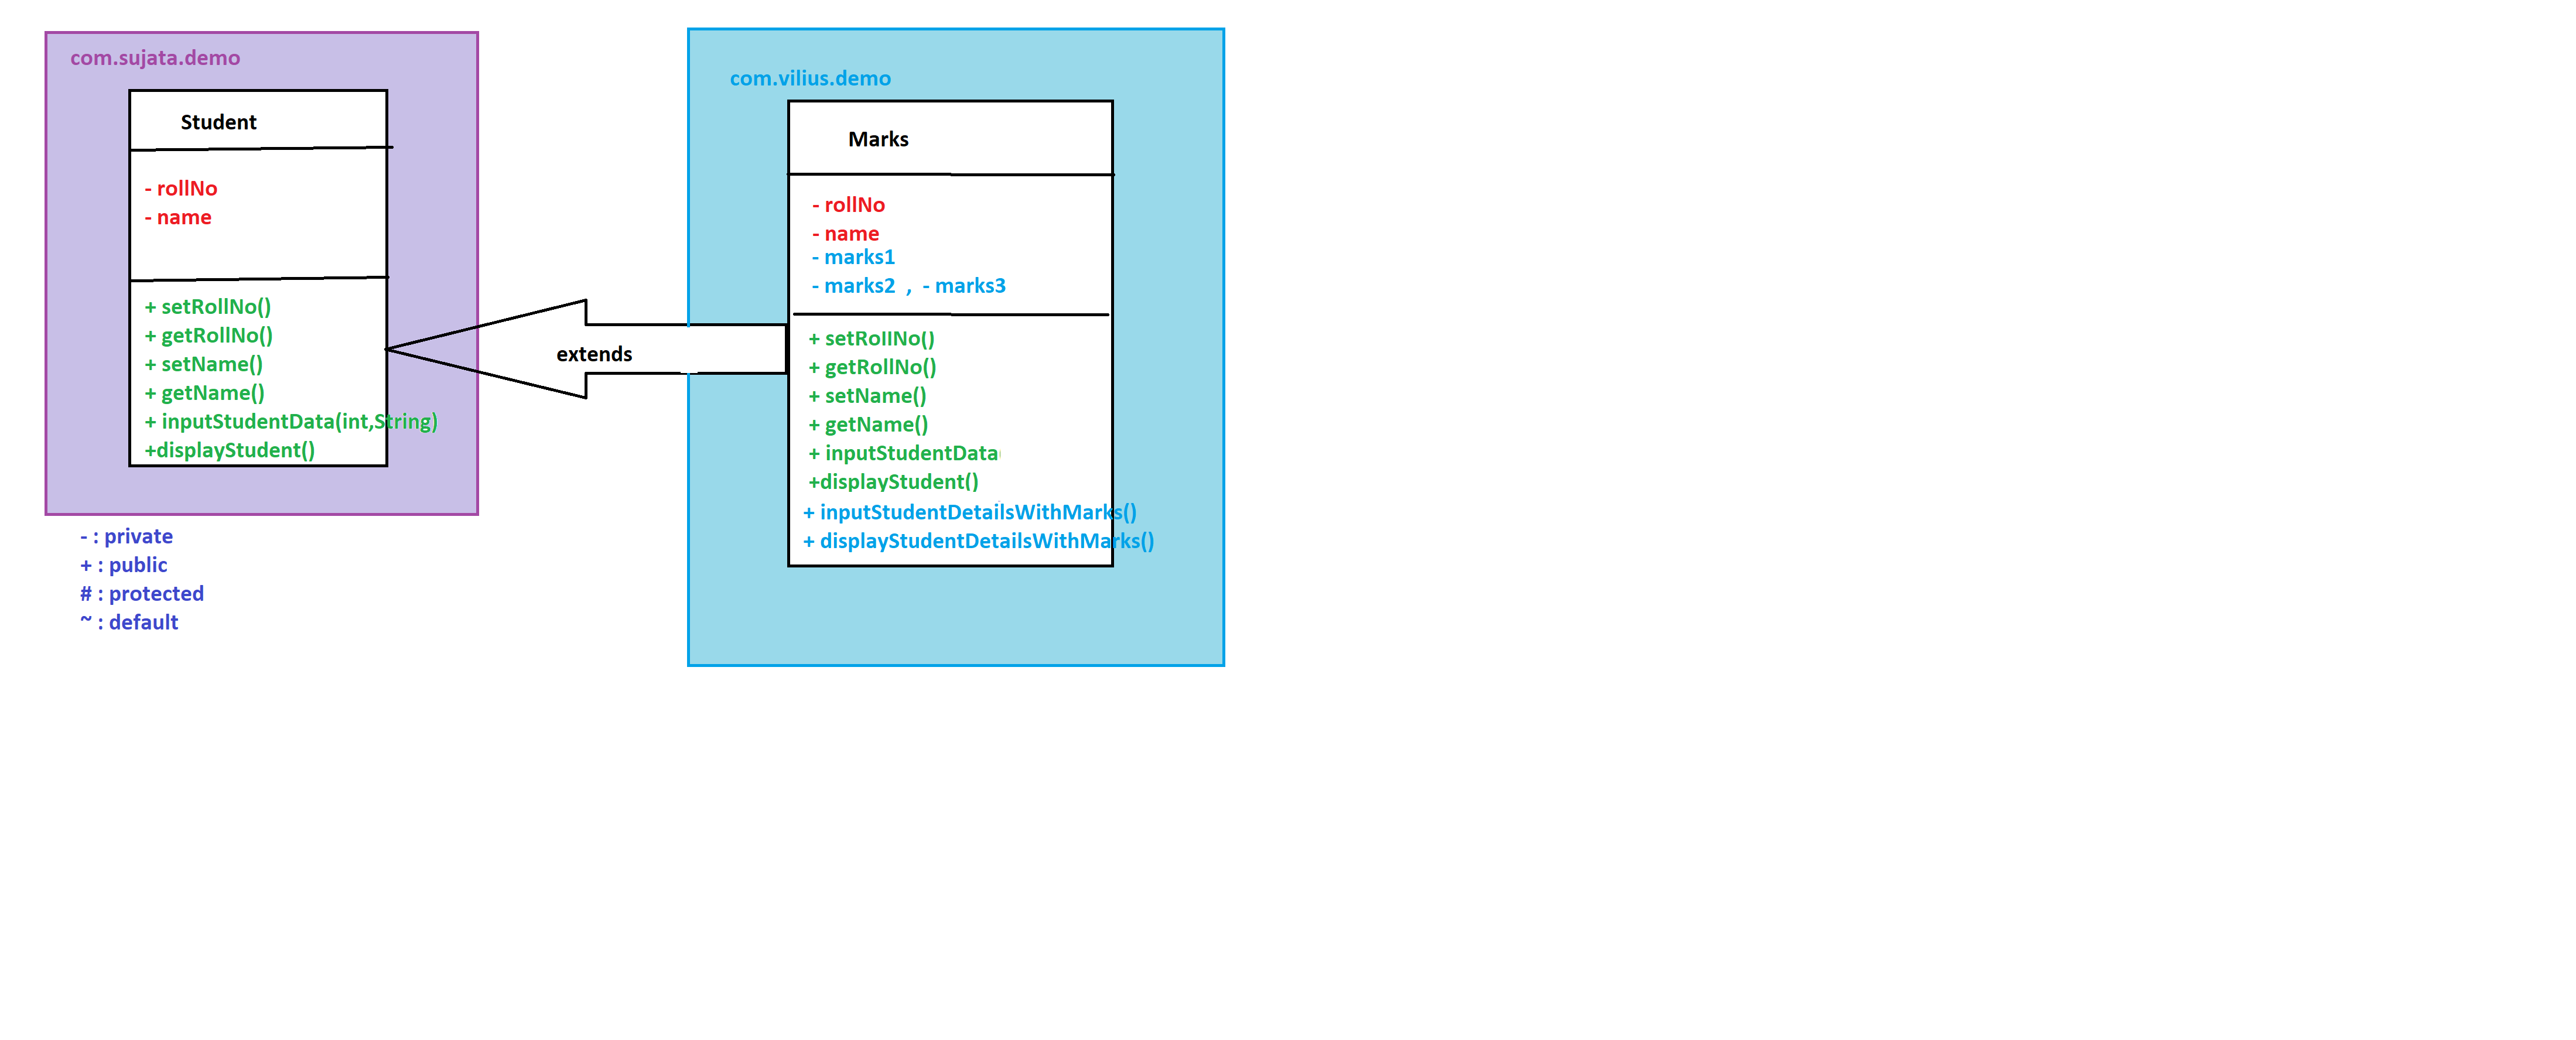 com.sujata.demo
Student
- rollNo
- name
+ setRollNo()
+ getRollNo()
+ setName()
+ getName()
+ inputStudentData(int,String)
+displayStudent()
- : private
+ : public
# : protected
~ : default
extends
com.vilius.demo
Marks
- rollNo
- name
- marks1
- marks2 , - marks3
+ setRollNo()
+ getRollNo()
+ setName()
+ getName()
+ inputStudentData
+displayStudent()
+ inputStudentDetailsWithMarks()
+ displayStudentDetailsWithMarks()